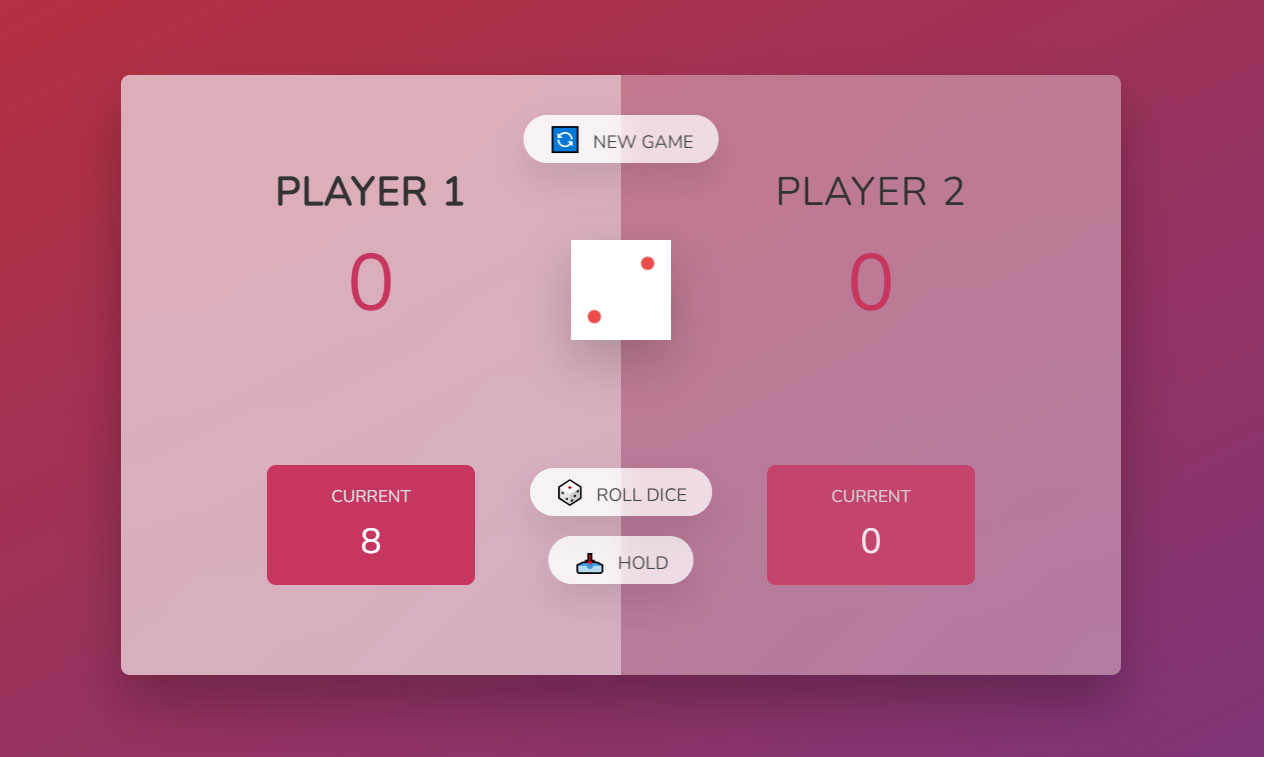 NEW GAME
PLAYER 1
0
PLAYER 2
0
CURRENT
8
ROLL DICE
HOLD
CURRENT
0